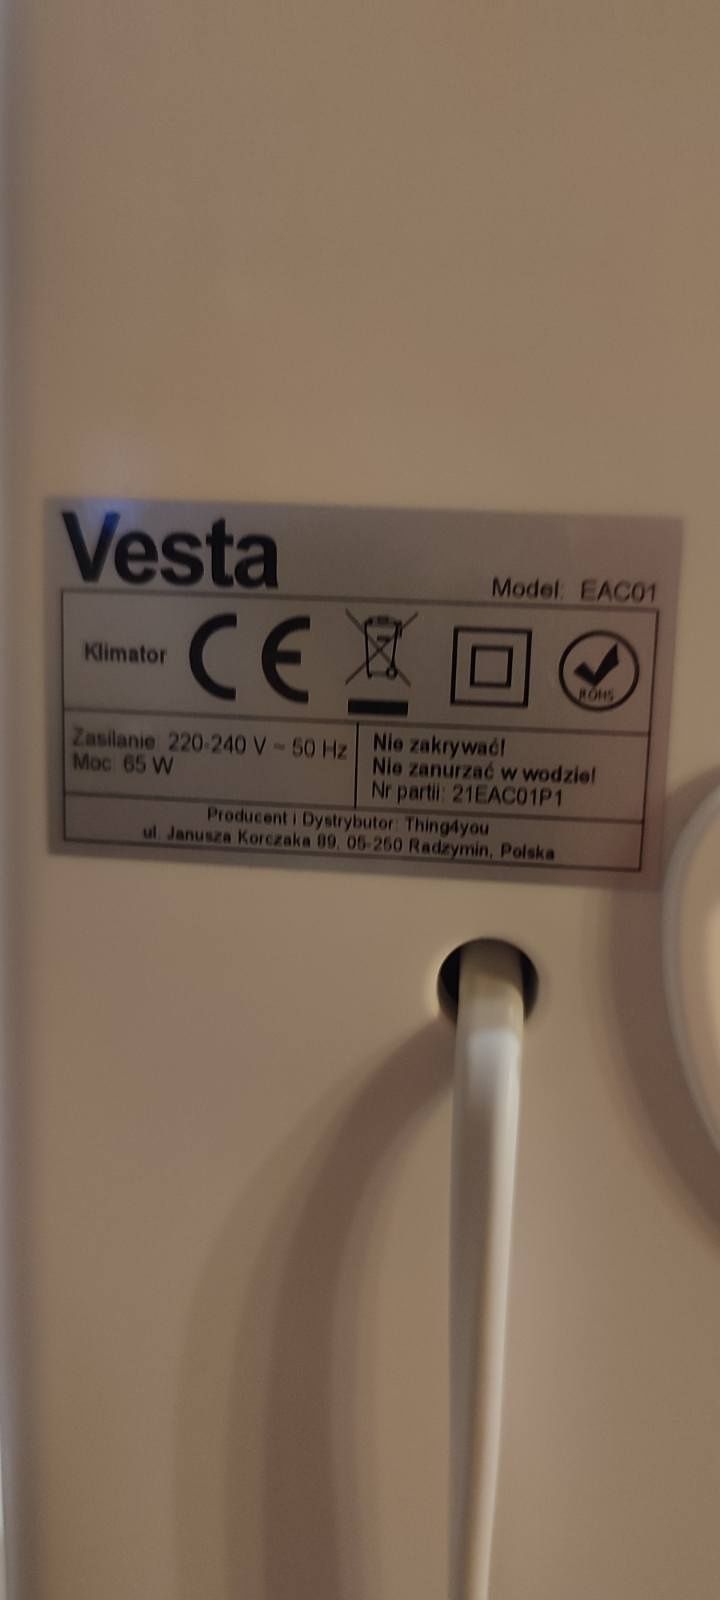 Vesta
Model: EAC01
Klimator
CE
ROHS
Zasilanie: 220-240 V ~ 50 Hz
Moc: 65 W
Nie zakrywać!
Nie zanurzać w wodzie!
Nr partii: 21EAC01P1
Producent i Dystrybutor: Thing4you
ul. Janusza Korczaka 89, 05-250 Radzymin, Polska